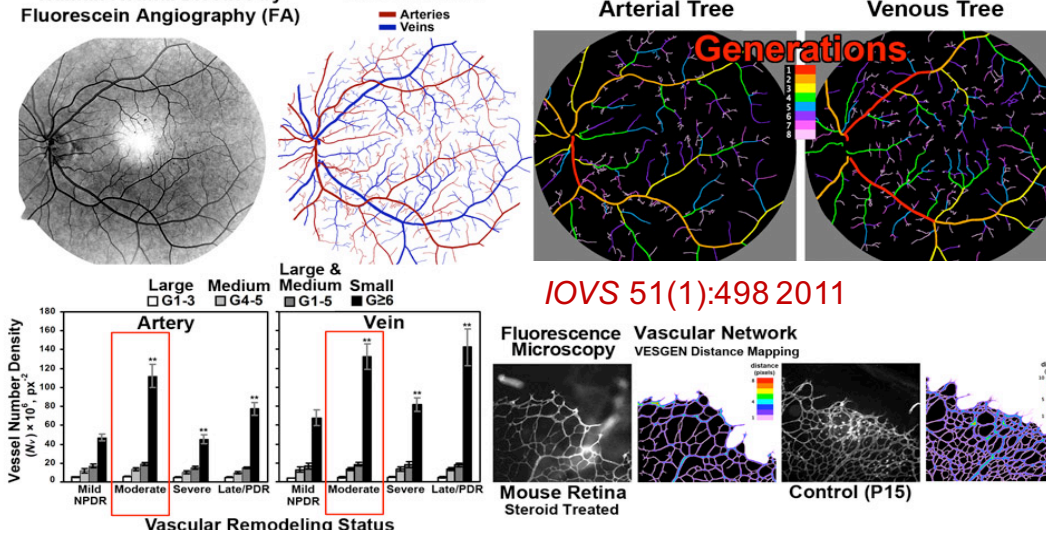 Fluorescein Angiography (FA)
Arteries
Veins
Arterial Tree
Venous Tree
Generations
1
2
3
4
5
6
7
8
Large
G1-3
Medium
G4-5
Large &
Medium
G1-5
Small
G≥6
IOVS 51(1):498 2011
Vessel Number Density
(Nv) × 10⁶, px⁻²
180
160
140
120
100
80
60
40
20
0
Artery
**
**
**
Mild
NPDR
Moderate
Severe
Late/PDR
Vein
**
**
**
Mild
NPDR
Moderate
Severe
Late/PDR
Vascular Remodeling Status
Fluorescence
Microscopy
Vascular Network
VESGEN Distance Mapping
distance
(pixels)
Mouse Retina
Steroid Treated
Control (P15)